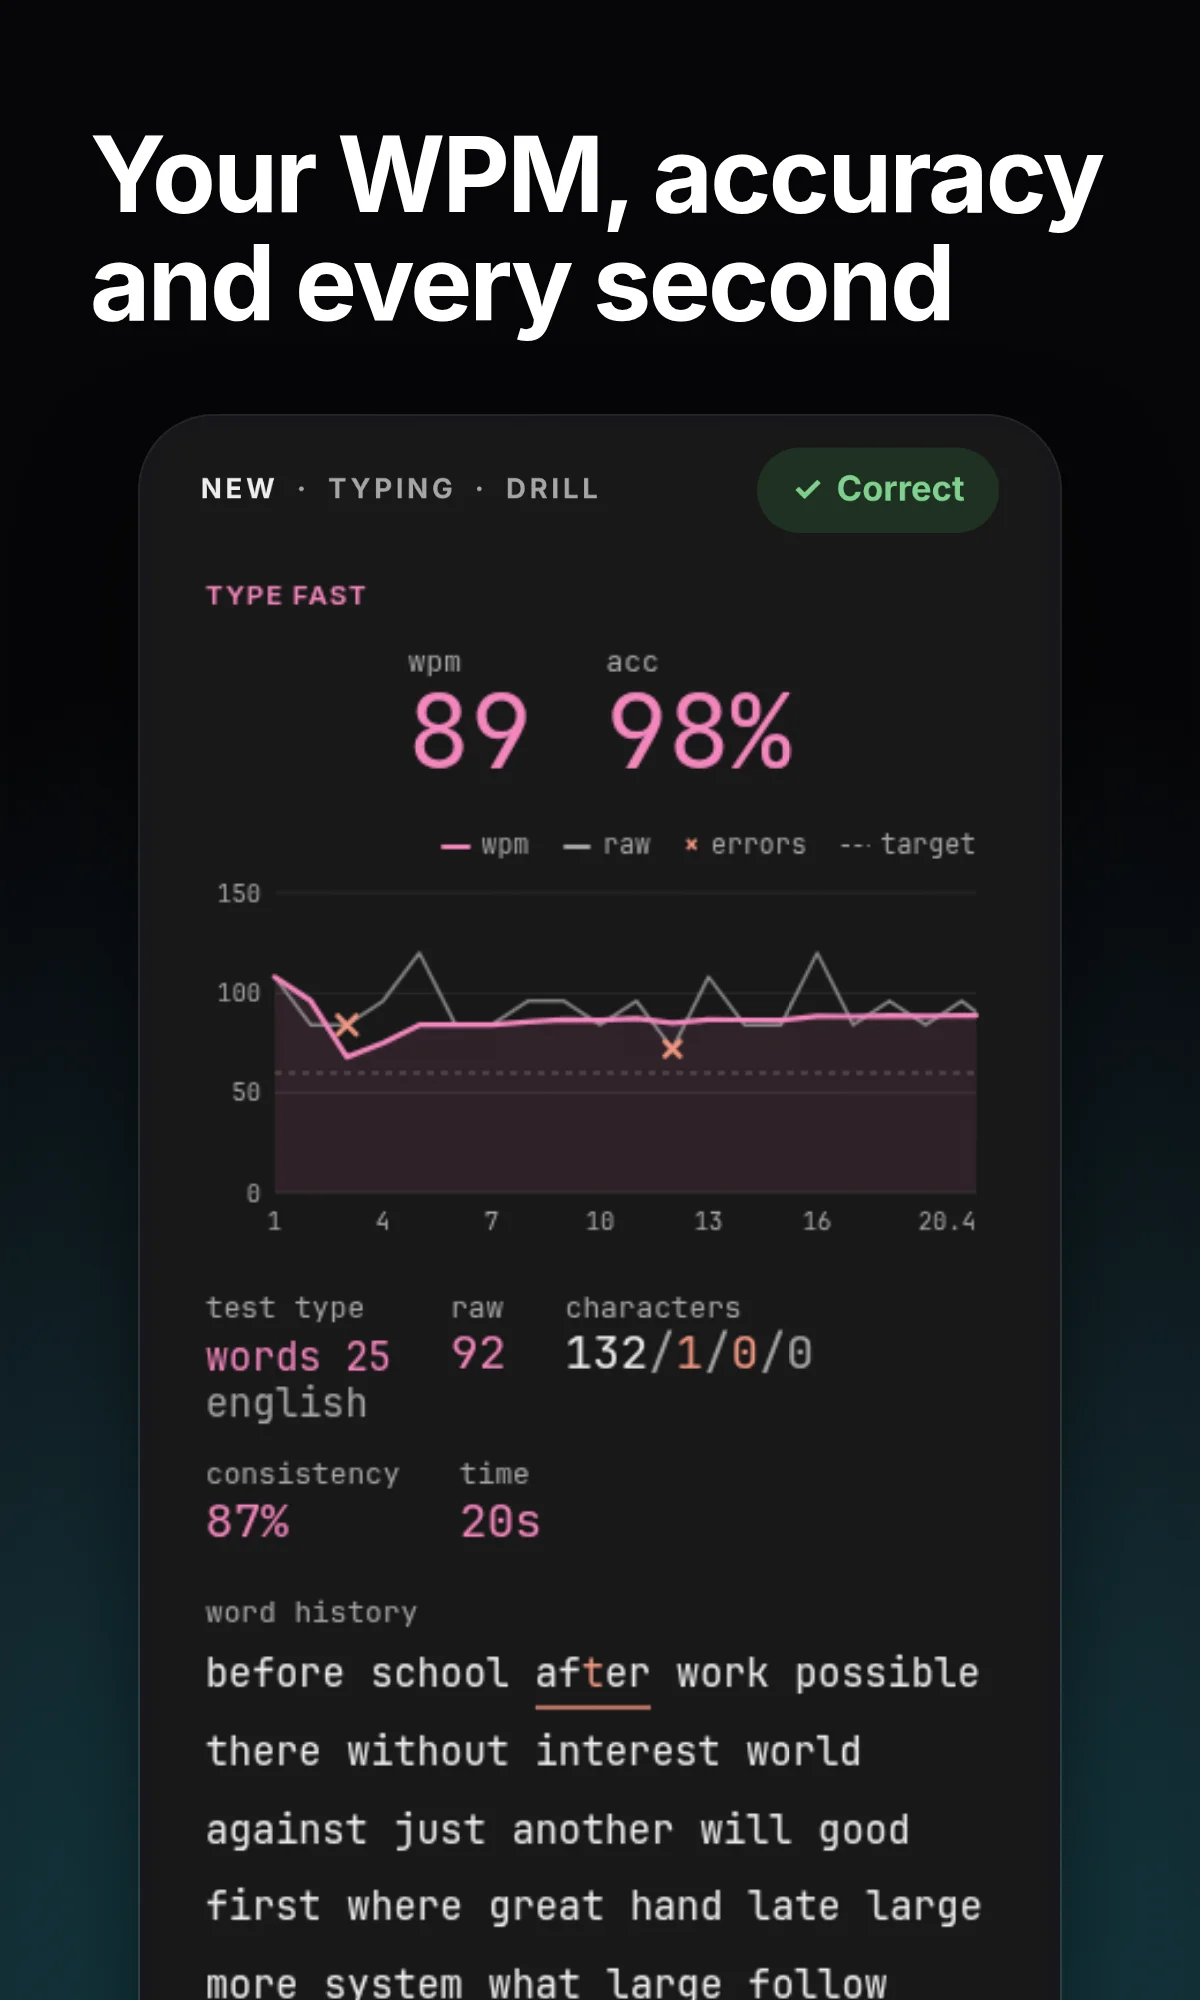 Your WPM, accuracy
and every second
NEW · TYPING · DRILL
✓ Correct
TYPE FAST
wpm acc
89 98%
wpm raw × errors --- target
150
100
50
0
1 4 7 10 13 16 20.4
test type raw characters
words 25 92 132/1/0/0
english
consistency time
87% 20s
word history
before school after work possible
there without interest world
against just another will good
first where great hand late large
more system what large follow